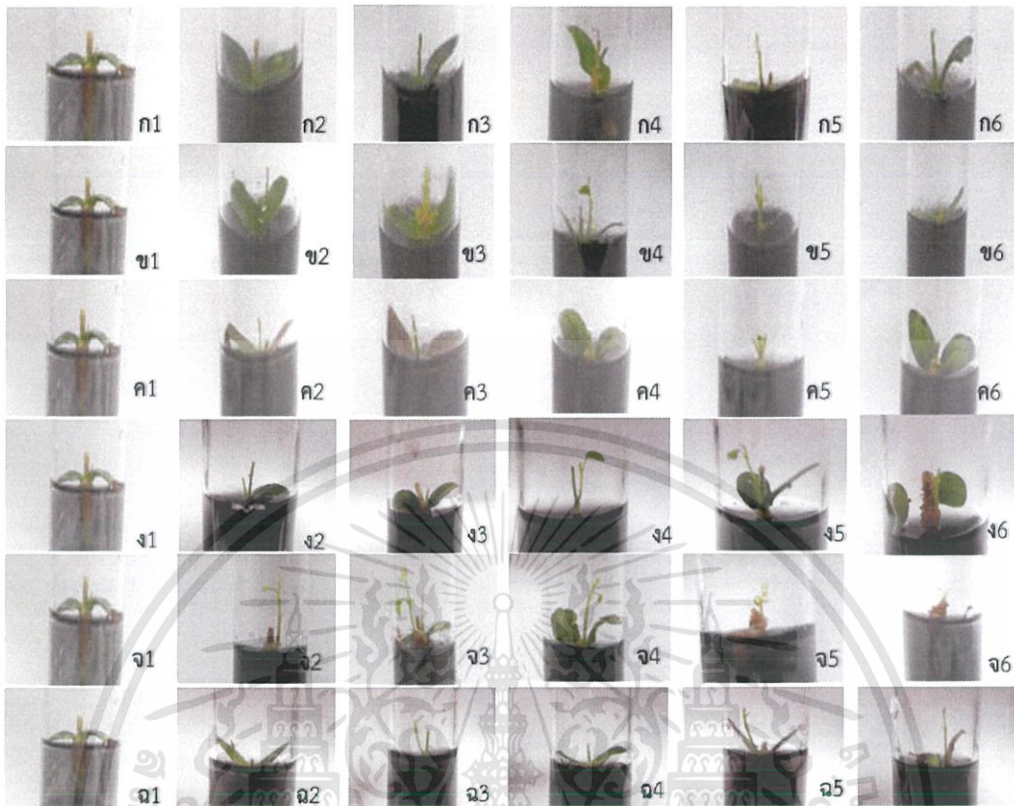 ก1 ก2 ก3 ก4 ก5 ก6
ข1 ข2 ข3 ข4 ข5 ข6
ค1 ค2 ค3 ค4 ค5 ค6
ง1 ง2 ง3 ง4 ง5 ง6
จ1 จ2 จ3 จ4 จ5 จ6
ฉ1 ฉ2 ฉ3 ฉ4 ฉ5